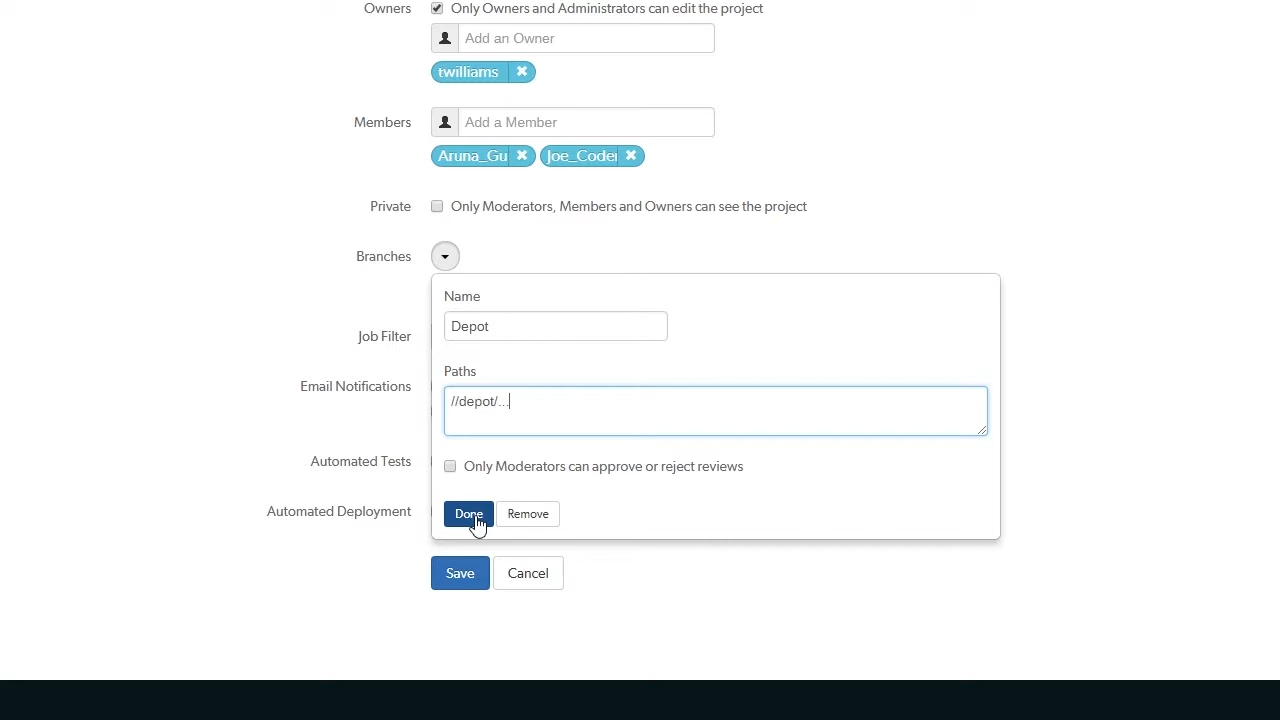 Owners Only Owners and Administrators can edit the project
Add an Owner
twilliams
Members Add a Member
Aruna_Gu Joe_Coder
Private Only Moderators, Members and Owners can see the project
Branches
Name
Depot
Job Filter
Paths
Email Notifications
//depot/...
Automated Tests
Only Moderators can approve or reject reviews
Automated Deployment
Done Remove
Save Cancel